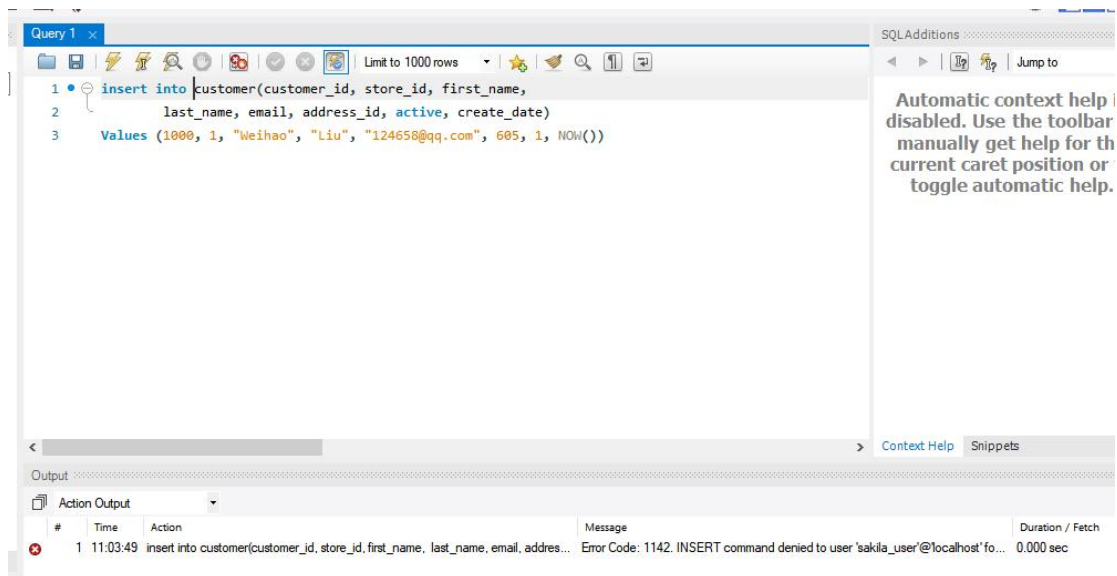 Query 1
SQLAdditions
Limit to 1000 rows
Jump to
1 insert into customer(customer_id, store_id, first_name,
2 last_name, email, address_id, active, create_date)
3 Values (1000, 1, "Weihao", "Liu", "124658@qq.com", 605, 1, NOW())
Automatic context help i
disabled. Use the toolbar
manually get help for th
current caret position or
toggle automatic help.
Context Help Snippets
Output
Action Output
# Time Action Message Duration / Fetch
1 11:03:49 insert into customer(customer_id, store_id, first_name, last_name, email, addres... Error Code: 1142. INSERT command denied to user 'sakila_user'@'localhost' fo... 0.000 sec